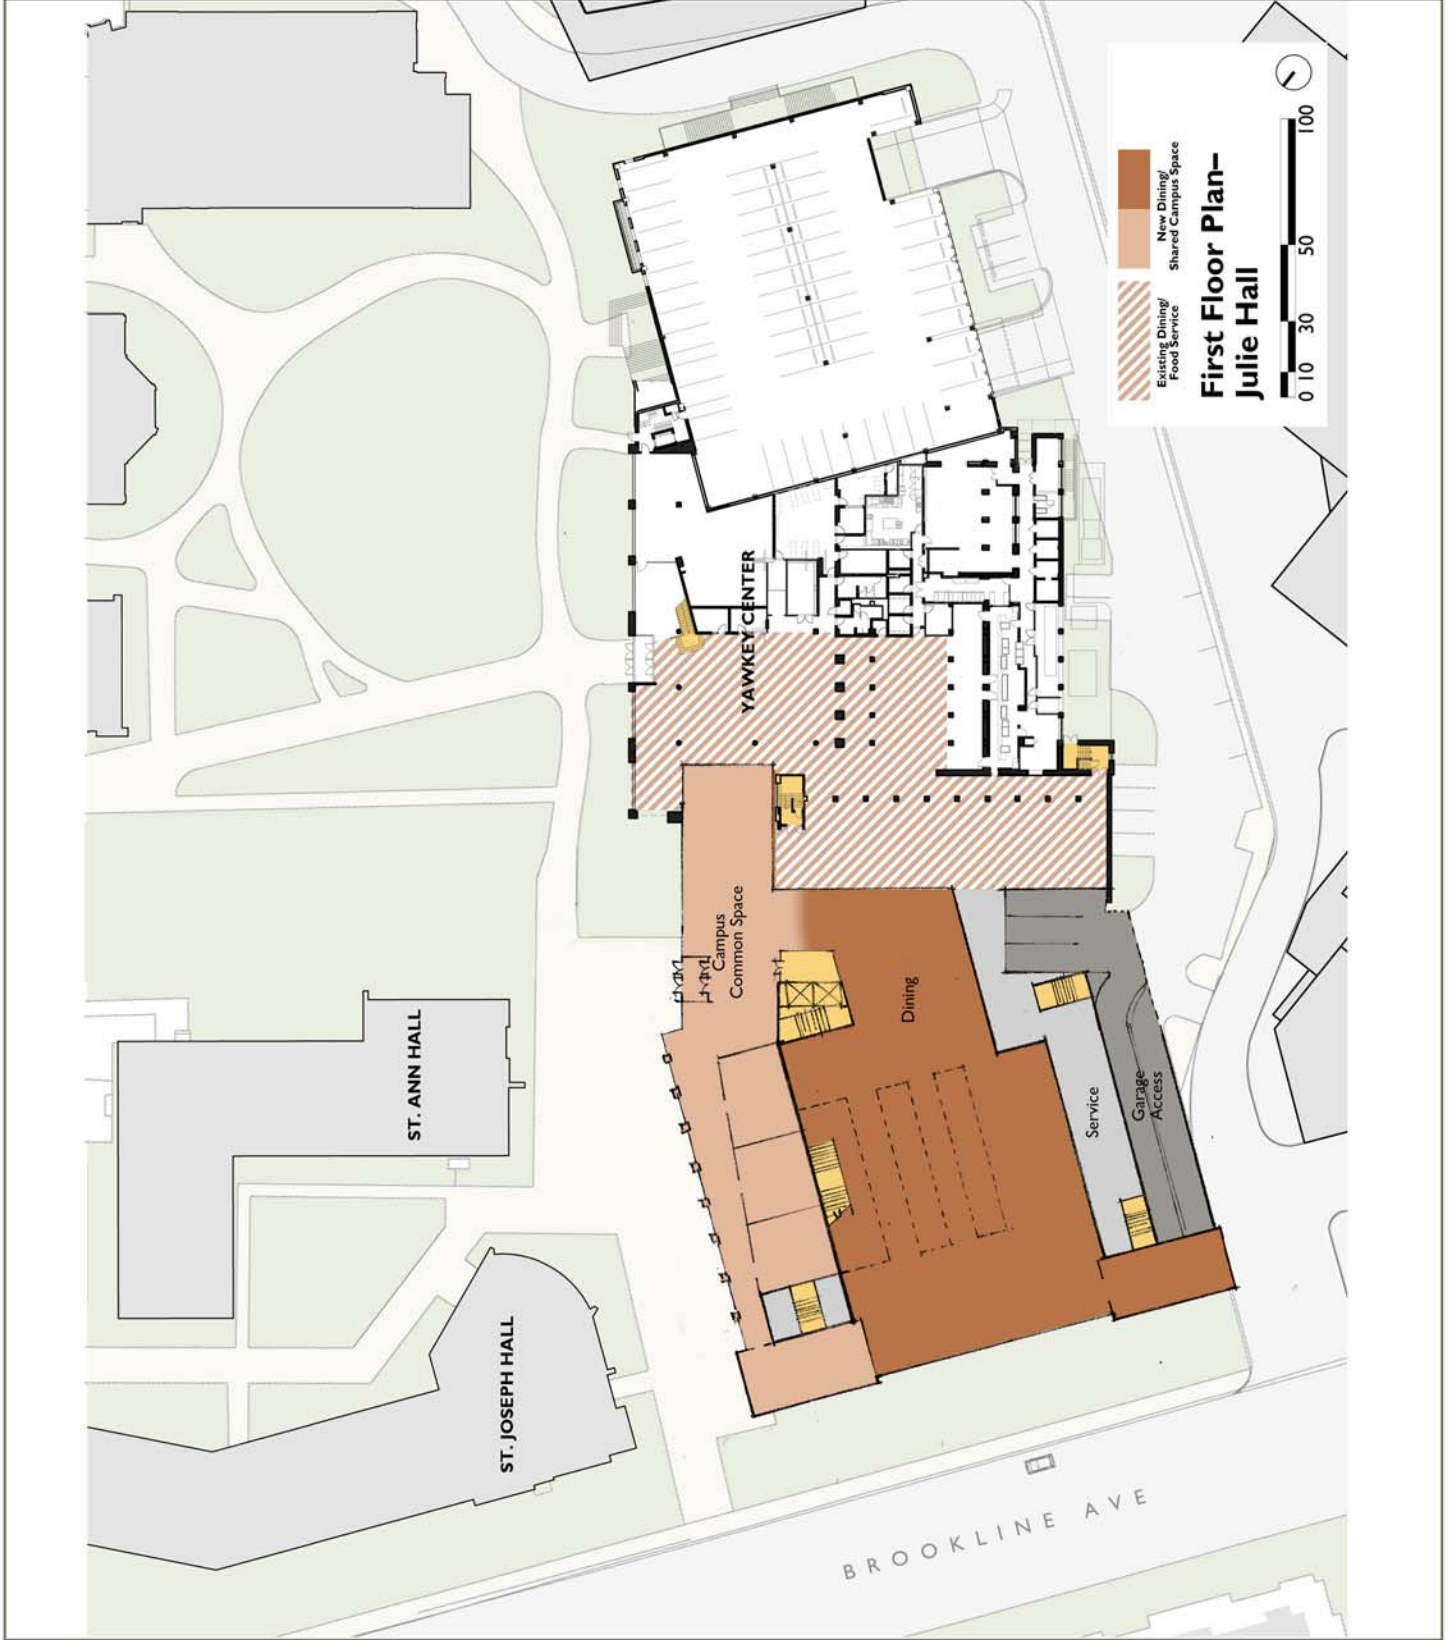 Existing Dining/
Food Service
New Dining/
Shared Campus Space
First Floor Plan–
Julie Hall
0 10 30 50 100
YAWKEY CENTER
Campus
Common Space
Dining
Service
Garage
Access
ST. ANN HALL
ST. JOSEPH HALL
BROOKLINE AVE